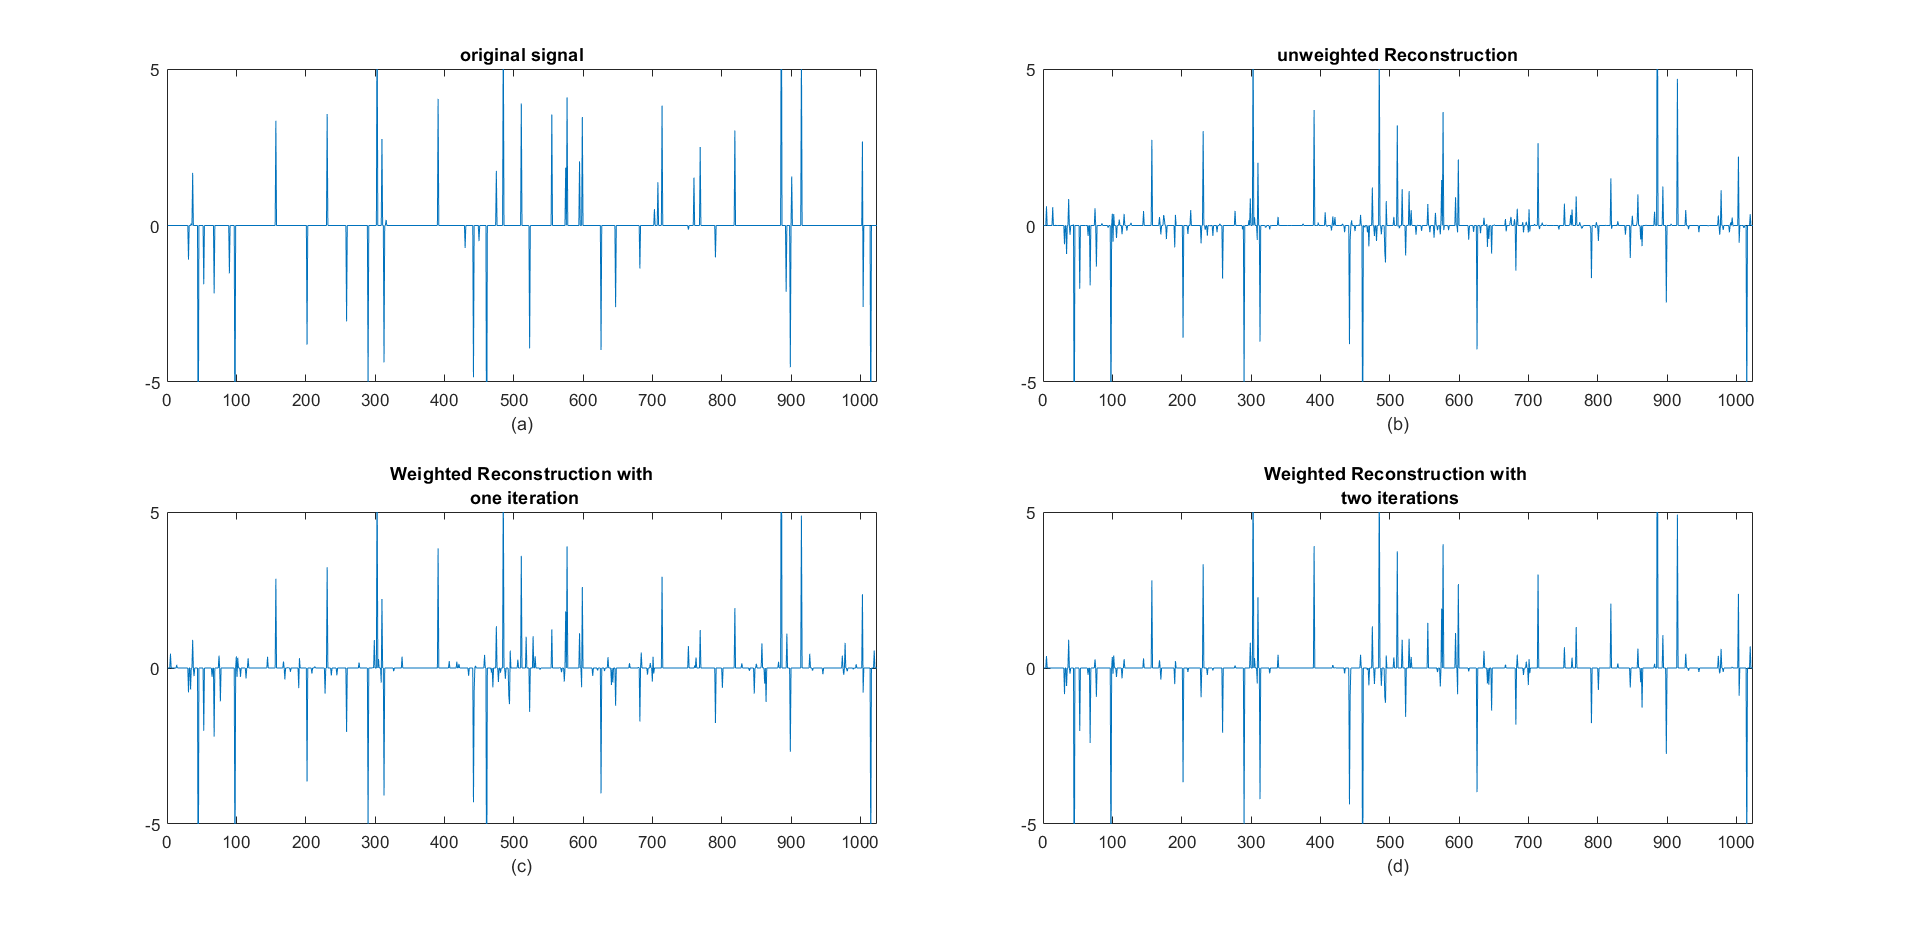 original signal
5
0
-5
0 100 200 300 400 500 600 700 800 900 1000
(a)
unweighted Reconstruction
5
0
-5
0 100 200 300 400 500 600 700 800 900 1000
(b)
Weighted Reconstruction with
one iteration
5
0
-5
0 100 200 300 400 500 600 700 800 900 1000
(c)
Weighted Reconstruction with
two iterations
5
0
-5
0 100 200 300 400 500 600 700 800 900 1000
(d)